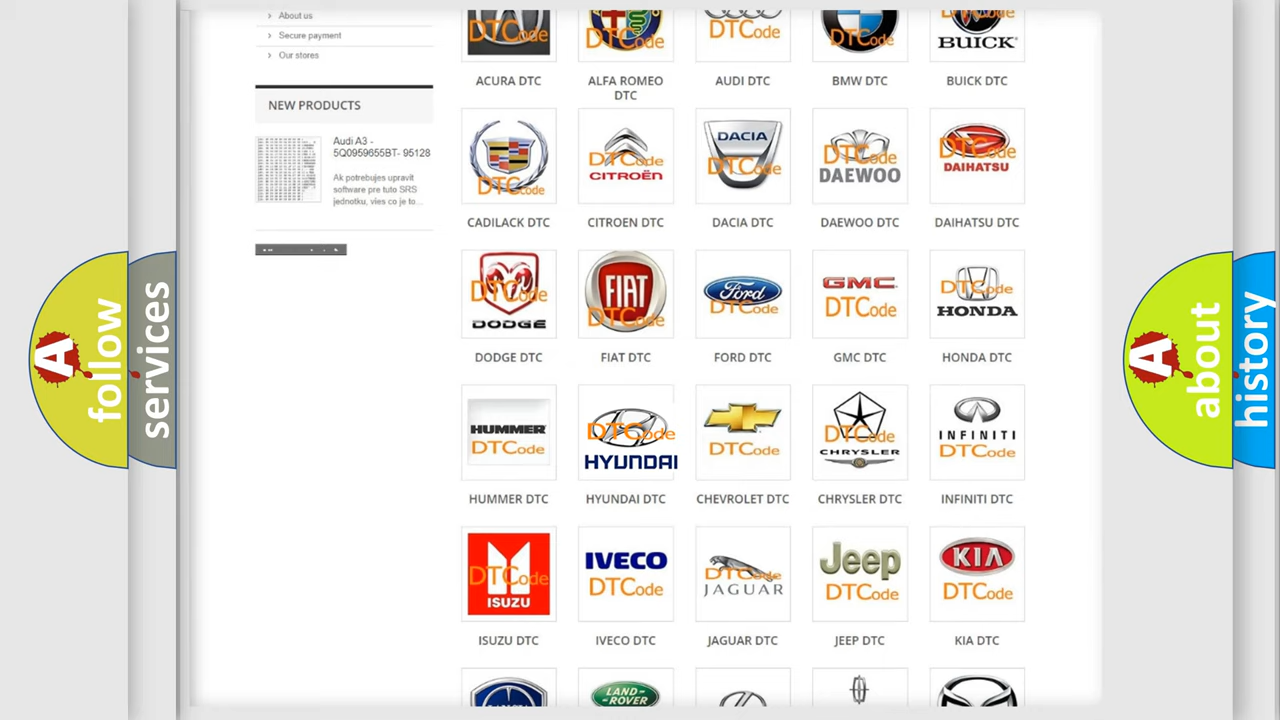 About us
Secure payment
Our stores
NEW PRODUCTS
Audi A3 -
5Q0959655BT- 95128
Ak potrebujes upravit
software pre tuto SRS
jednotku, vies co je to...
DTCode
DTCode
DTCode
DTCode
BUICK
ACURA DTC
ALFA ROMEO
DTC
AUDI DTC
BMW DTC
BUICK DTC
DTCode
DTCode
CITROËN
DACIA
DTCode
DTCode
DAEWOO
DTCode
DAIHATSU
CADILACK DTC
CITROEN DTC
DACIA DTC
DAEWOO DTC
DAIHATSU DTC
DTCode
DODGE
FIAT
DTCode
Ford
DTCode
GMC
DTCode
DTCode
HONDA
DODGE DTC
FIAT DTC
FORD DTC
GMC DTC
HONDA DTC
HUMMER
DTCode
DTCode
HYUNDAI
DTCode
DTCode
CHRYSLER
INFINITI
DTCode
HUMMER DTC
HYUNDAI DTC
CHEVROLET DTC
CHRYSLER DTC
INFINITI DTC
DTCode
ISUZU
IVECO
DTCode
DTCode
JAGUAR
Jeep
DTCode
KIA
DTCode
ISUZU DTC
IVECO DTC
JAGUAR DTC
JEEP DTC
KIA DTC
LAND-
ROVER
A
follow
services
A
about
history